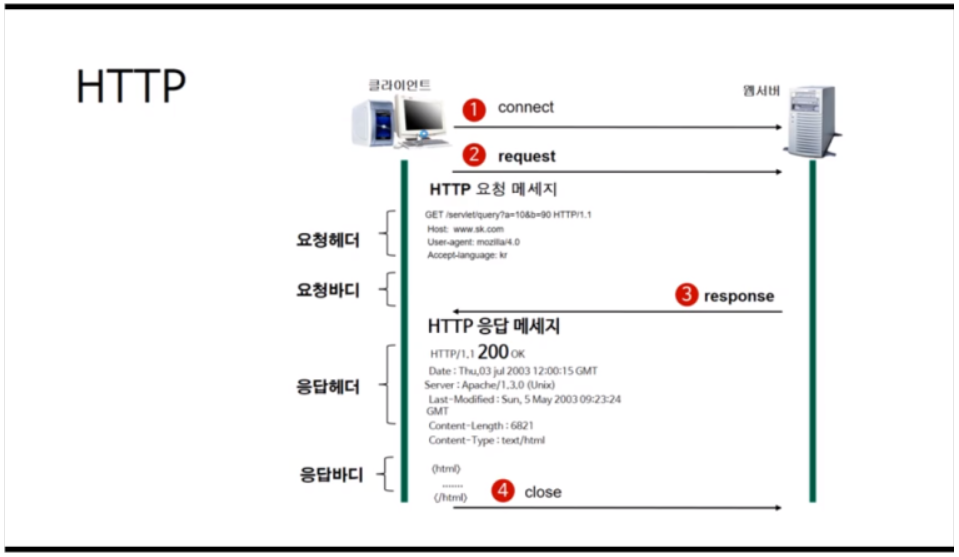 HTTP
클라이언트
웹서버
1 connect
2 request
HTTP 요청 메세지
GET /servlet/query?a=10&b=90 HTTP/1.1
Host: www.sk.com
User-agent: mozilla/4.0
Accept-language: kr
요청헤더
요청바디
3 response
HTTP 응답 메세지
HTTP/1.1 200 OK
Date : Thu,03 jul 2003 12:00:15 GMT
Server : Apache/1,3,0 (Unix)
Last-Modified : Sun, 5 May 2003 09:23:24
GMT
Content-Length : 6821
Content-Type : text/html
응답헤더
응답바디
⟨html⟩
.......
⟨/html⟩
4 close